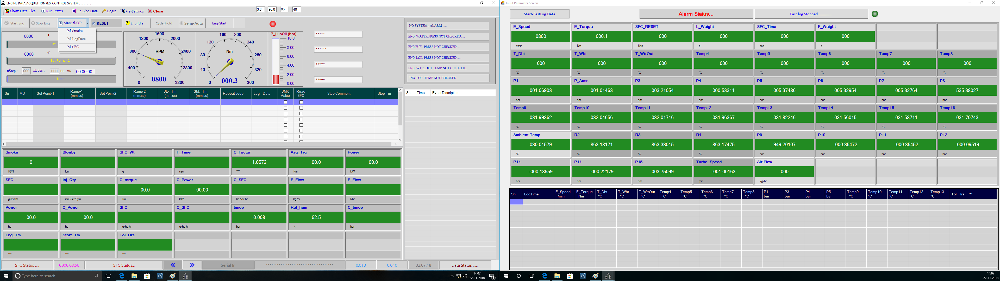 ENGINE DATA ACQUISITION && CONTROL SYSTEM . . . . . . . . .
Show Data Files Run Status On Line Data LogIn Pre-Settings Close 3.6 95.0 85 40
Start Eng Stop Eng Manual-OP RESET Eng_Idle Cycle_Hold Semi-Auto Eng-Start
M-Smoke
M-LogData
M-SFC
0000 R
Set P
0000 %
Set Point - 2 :
nStep : 000 nLogs : 000 HH : MM : 00:00:00
Time :
1600
1200 2000
800 RPM 2400
400 2800
0 0800 3200
160 200
120 240
80 Nm 280
40 320
0 000.3 360
P_LubOil (bar)
10.0
8.00
6.00
4.00
2.00
0.00
*****
******
*****
*****
NO SYSTEM - ALARM .....
ENG. WATER PRESS NOT CHECKED.....
ENG.FUEL PRESS NOT CHECKED.....
ENG. LOIL PRESS NOT CHECKED......
ENG. WTR_OUT TEMP NOT CHECKED....
ENG. LOIL TEMP NOT CHECKED.....
Sn MD Set Point -1 Ramp-1 (mm.ss) Set Point-2 Ramp 2 (mm.ss) Stb. Tm (mm.ss) Std. Tm (mm.ss) Repeat Loop Log Data SMK Value Read SFC Step Comment Step Tm
Sno Time Event Discription
Smoke Blowby SFC_Wt F_Time C_Factor Avg_Trq Power
0 1.0572 00.0 00.0
FSN lpm g sec --- Nm kW
SFC Inj_Qty C_torque C_Power C_SFC F_Flow F_Flow
00.0 00.00
g/kw.hr mm³/str/Cyln Nm kW ho/kw.hr kg/hr l/hr
Power C_Power SFC C_SFC bmep Rel_hum C_bmep
00.0 00.0 0.008 62.5
hp hp g/hp.hr g/hp.hr bar % bar
Log_Tm Start_Tm Tol_Hrs
--- --- ---
SFC Status ..... 0000:03:58 SFC Status... « » Serial In ************************************ 0.010 0.010 02:07:18 Data Status .......
Type here to search
14:07
22-11-2018
3
InPut Parameter Screen
Start-FastLog Data Alarm Status... Fast log Stopped..............
E_Speed E_Torque SFC_RESET L_Weight SFC_Time F_Weight
0800 000.1 000 000 000 000
r/min Nm Unit g sec g
T_Dbt T_Wbt T_WtrOut Temp4 Temp5 Temp6 Temp7 Temp8
000 000 000 000 000 000 000 000
°C °C °C °C °C °C °C °C
P1 P_Atms P3 P4 P5 P6 P7 P8
001.06903 001.01463 003.21054 000.53311 005.37486 005.32954 005.32764 535.38027
bar bar bar bar bar bar bar bar
Temp9 Temp10 Temp11 Temp12 Temp13 Temp14 Temp15 Temp16
031.99362 032.04656 032.01716 031.96367 031.82246 031.56015 031.58711 031.70743
°C °C °C °C °C °C °C °C
Ambient Temp R2 R3 R4 P9 P10 P11 P12
030.01579 863.18171 863.33015 863.17475 949.20107 -000.35472 -000.35452 -000.09519
°C °C °C °C bar bar bar bar
P14 P14 P15 Turbo_Speed Air Flow
-000.18559 -000.22179 003.75099 -001.00163 000
bar bar bar rpm kg/hr
Sn LogTime E_Speed r/min E_Torque Nm T_Dbt °C T_Wbt °C T_WtrOut °C Temp4 °C Temp5 °C Temp6 °C Temp7 °C Temp8 °C P1 bar P3 bar P4 bar P5 bar Temp9 °C Temp10 °C Temp11 °C Temp12 °C Temp13 °C Tol_Hrs ---
14:07
22-11-2018